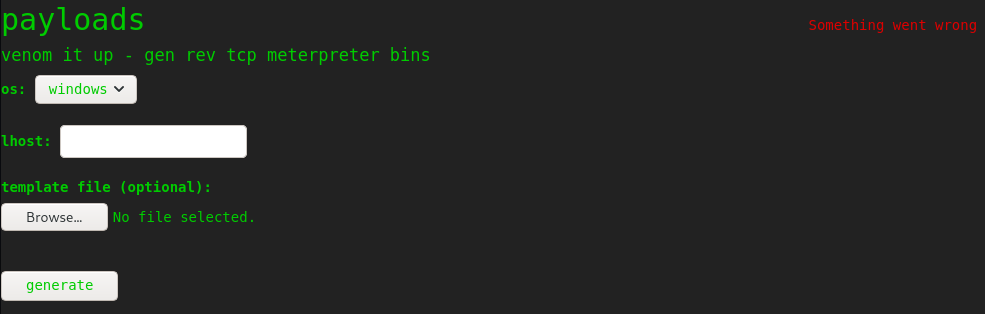 payloads
Something went wrong
venom it up - gen rev tcp meterpreter bins
os: windows
lhost:
template file (optional):
Browse... No file selected.
generate